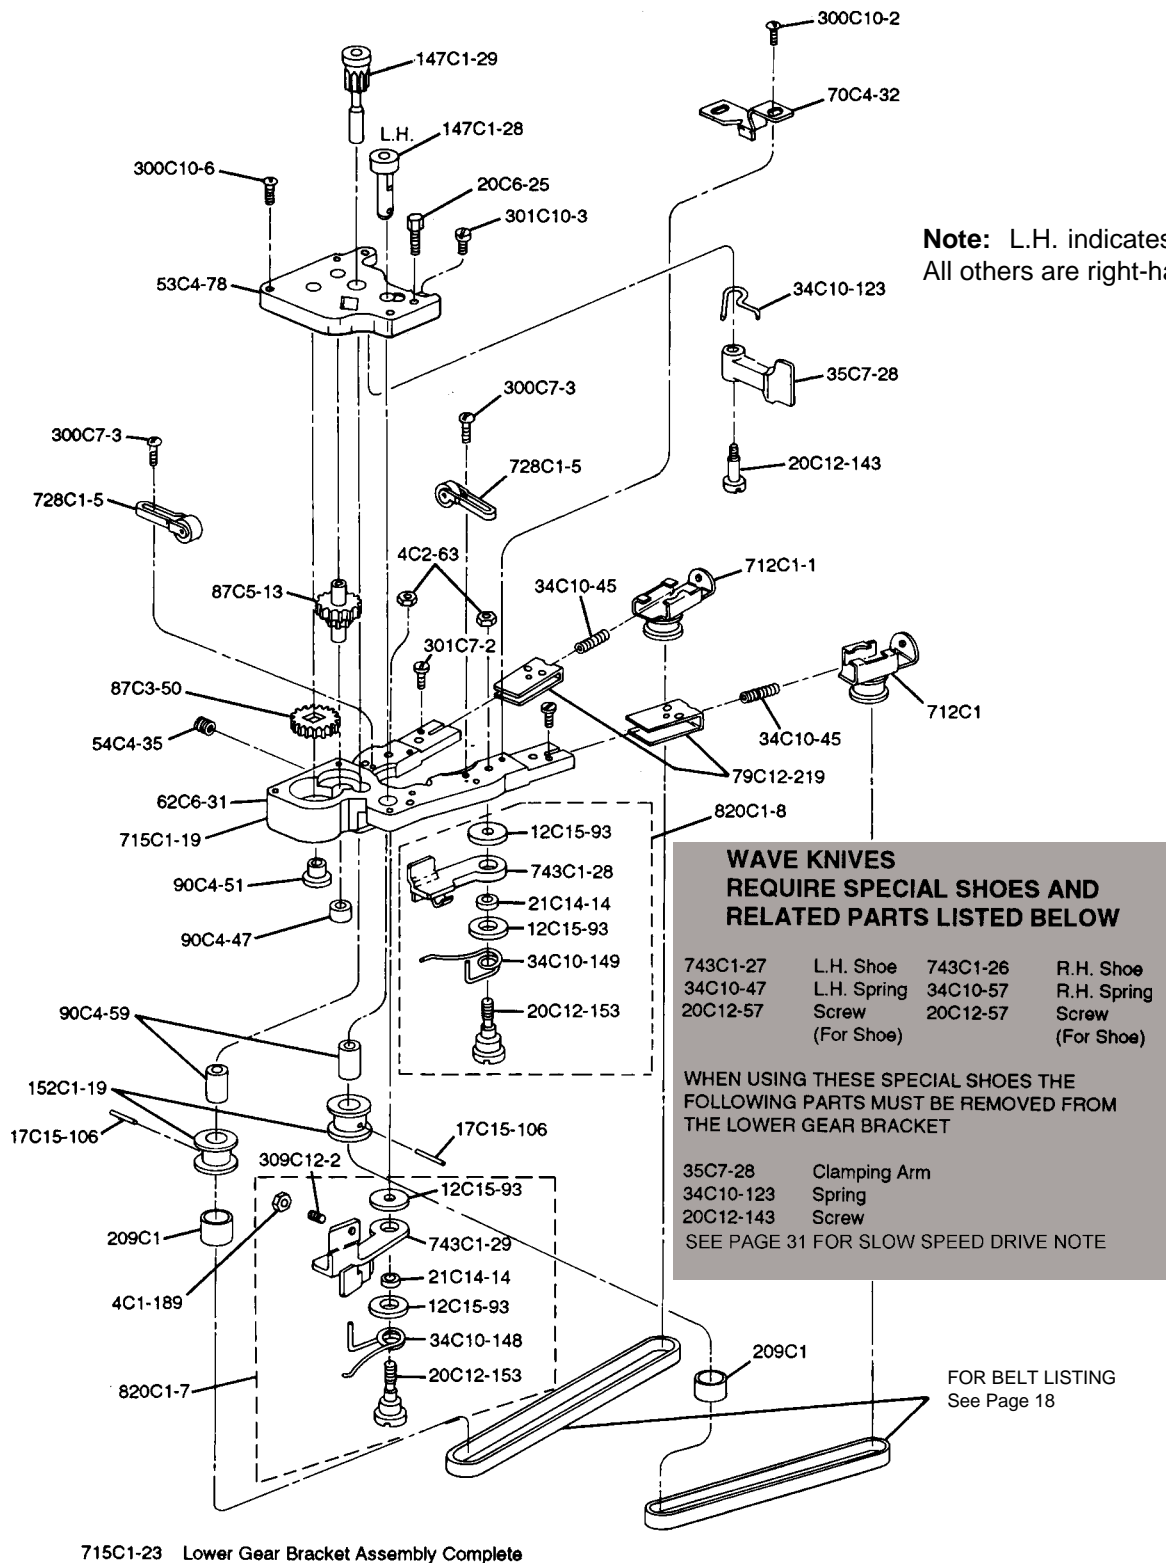 300C10-2
147C1-29
70C4-32
L.H.
147C1-28
300C10-6
20C6-25
301C10-3
Note: L.H. indicates
All others are right-ha
53C4-78
34C10-123
35C7-28
300C7-3
300C7-3
728C1-5
20C12-143
728C1-5
4C2-63
712C1-1
87C5-13
34C10-45
301C7-2
87C3-50
712C1
54C4-35
34C10-45
79C12-219
62C6-31
820C1-8
715C1-19
12C15-93
743C1-28
90C4-51
21C14-14
12C15-93
90C4-47
34C10-149
20C12-153
WAVE KNIVES
REQUIRE SPECIAL SHOES AND
RELATED PARTS LISTED BELOW
743C1-27 L.H. Shoe 743C1-26 R.H. Shoe
34C10-47 L.H. Spring 34C10-57 R.H. Spring
20C12-57 Screw 20C12-57 Screw
(For Shoe) (For Shoe)
WHEN USING THESE SPECIAL SHOES THE
FOLLOWING PARTS MUST BE REMOVED FROM
THE LOWER GEAR BRACKET
35C7-28 Clamping Arm
34C10-123 Spring
20C12-143 Screw
SEE PAGE 31 FOR SLOW SPEED DRIVE NOTE
90C4-59
152C1-19
17C15-106
17C15-106
309C12-2
12C15-93
209C1
743C1-29
21C14-14
4C1-189
12C15-93
34C10-148
209C1
20C12-153
820C1-7
FOR BELT LISTING
See Page 18
715C1-23 Lower Gear Bracket Assembly Complete